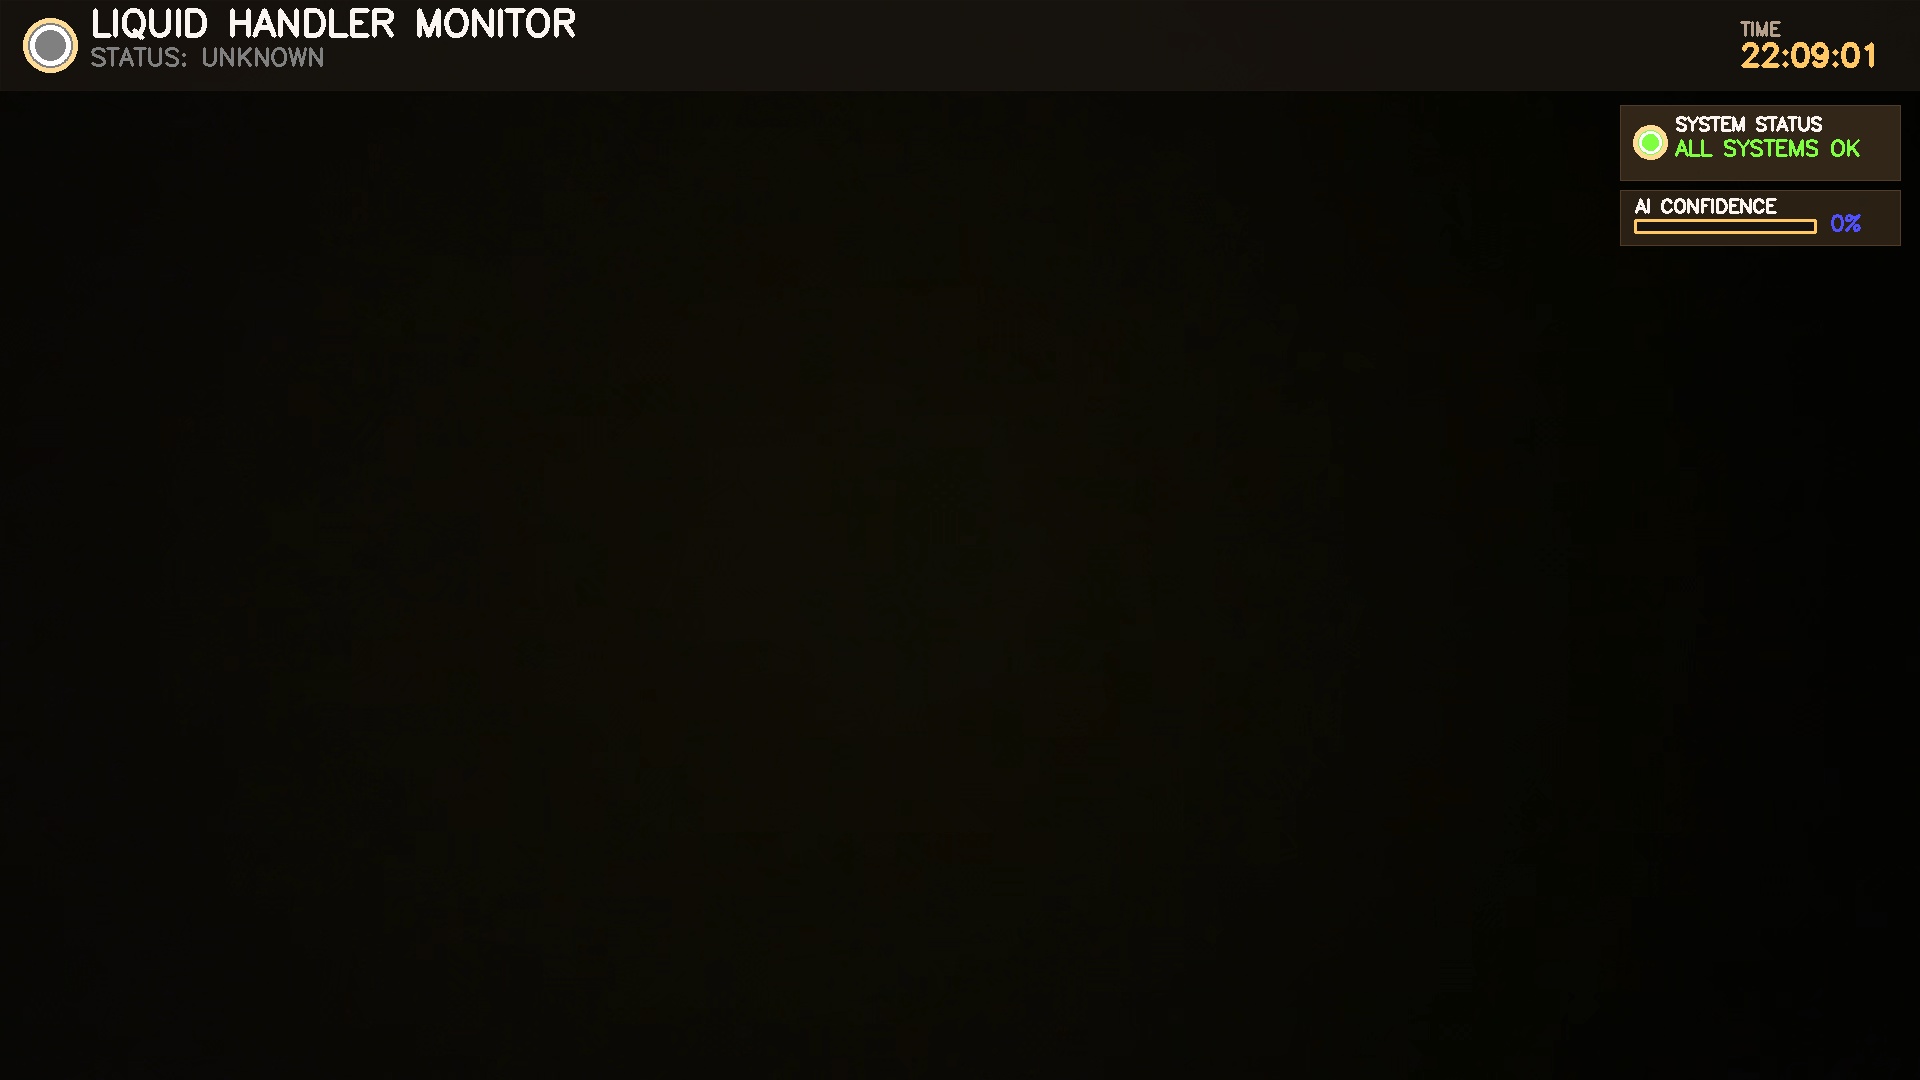 LIQUID HANDLER MONITOR
STATUS: UNKNOWN
TIME
22:09:01
SYSTEM STATUS
ALL SYSTEMS OK
AI CONFIDENCE
0%